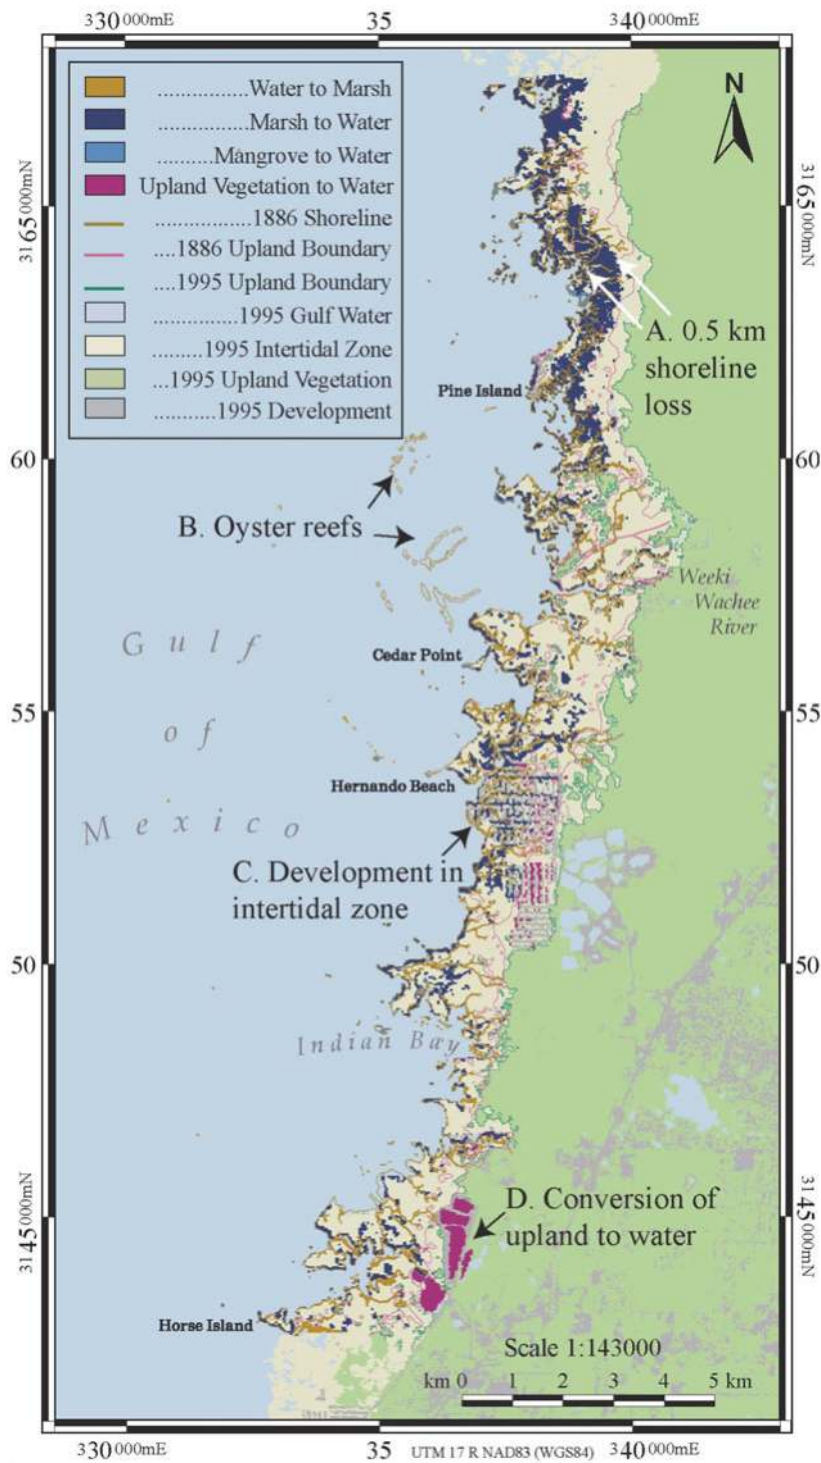 330000mE 35 340000mE
...............Water to Marsh
...............Marsh to Water
.........Mangrove to Water
Upland Vegetation to Water
................1886 Shoreline
....1886 Upland Boundary
....1995 Upland Boundary
..............1995 Gulf Water
.........1995 Intertidal Zone
...1995 Upland Vegetation
..........1995 Development
N
3165000mN
3165000mN
A. 0.5 km
shoreline
loss
Pine Island
60
60
B. Oyster reefs
Weeki
Wachee
River
Gulf
of
Mexico
Cedar Point
55
55
Hernando Beach
C. Development in
intertidal zone
50
50
Indian Bay
D. Conversion of
upland to water
3145000mN
3145000mN
Horse Island
Scale 1:143000
km 0 1 2 3 4 5 km
330000mE 35 UTM 17 R NAD83 (WGS84) 340000mE